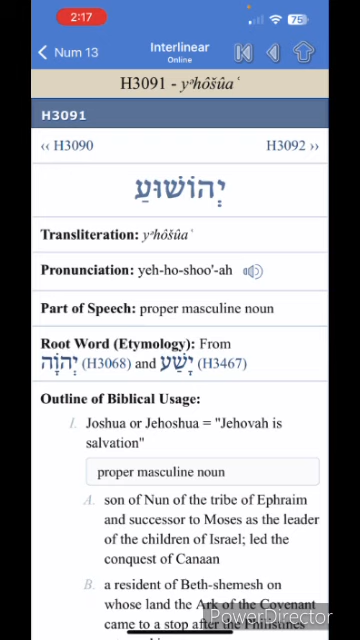 2:17
75
Num 13
Interlinear
Online
H3091 - yᵊhôšûaʿ
H3091
‹‹ H3090
H3092 ››
יְהוֹשׁוּעַ
Transliteration: yᵊhôšûaʿ
Pronunciation: yeh-ho-shoo'-ah
Part of Speech: proper masculine noun
Root Word (Etymology): From
יְהֹוָה (H3068) and יָשַׁע (H3467)
Outline of Biblical Usage:
I. Joshua or Jehoshua = "Jehovah is
salvation"
proper masculine noun
A. son of Nun of the tribe of Ephraim
and successor to Moses as the leader
of the children of Israel; led the
conquest of Canaan
B. a resident of Beth-shemesh on
whose land the Ark of the Covenant
came to a stop after the Philistines
PowerDirector